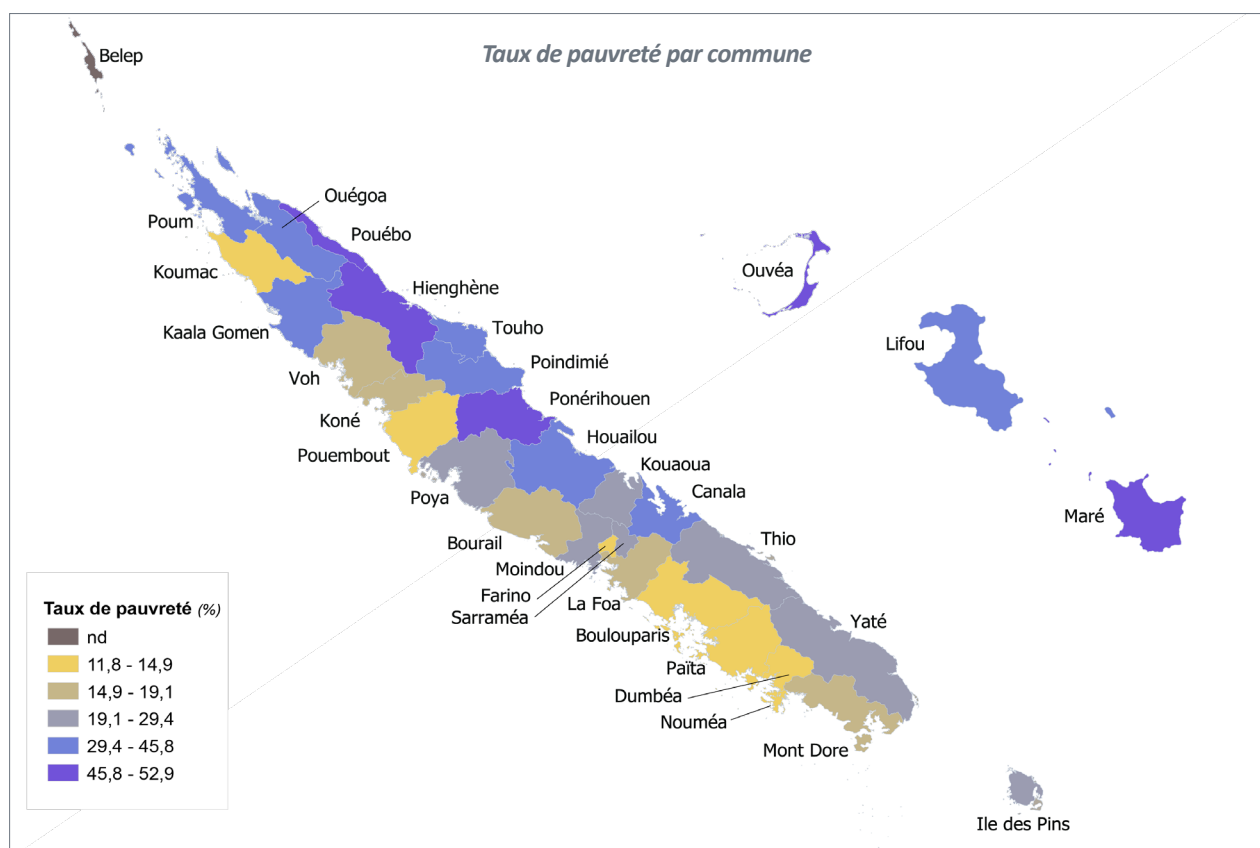 Taux de pauvreté par commune
Belep
Ouégoa
Poum
Pouébo
Koumac
Hienghène
Ouvéa
Kaala Gomen
Touho
Lifou
Voh
Poindimié
Koné
Ponérihouen
Pouembout
Houailou
Kouaoua
Poya
Canala
Maré
Bourail
Thio
Moindou
Farino
La Foa
Sarraméa
Yaté
Boulouparis
Païta
Dumbéa
Nouméa
Mont Dore
Ile des Pins
Taux de pauvreté (%)
nd
11,8 - 14,9
14,9 - 19,1
19,1 - 29,4
29,4 - 45,8
45,8 - 52,9